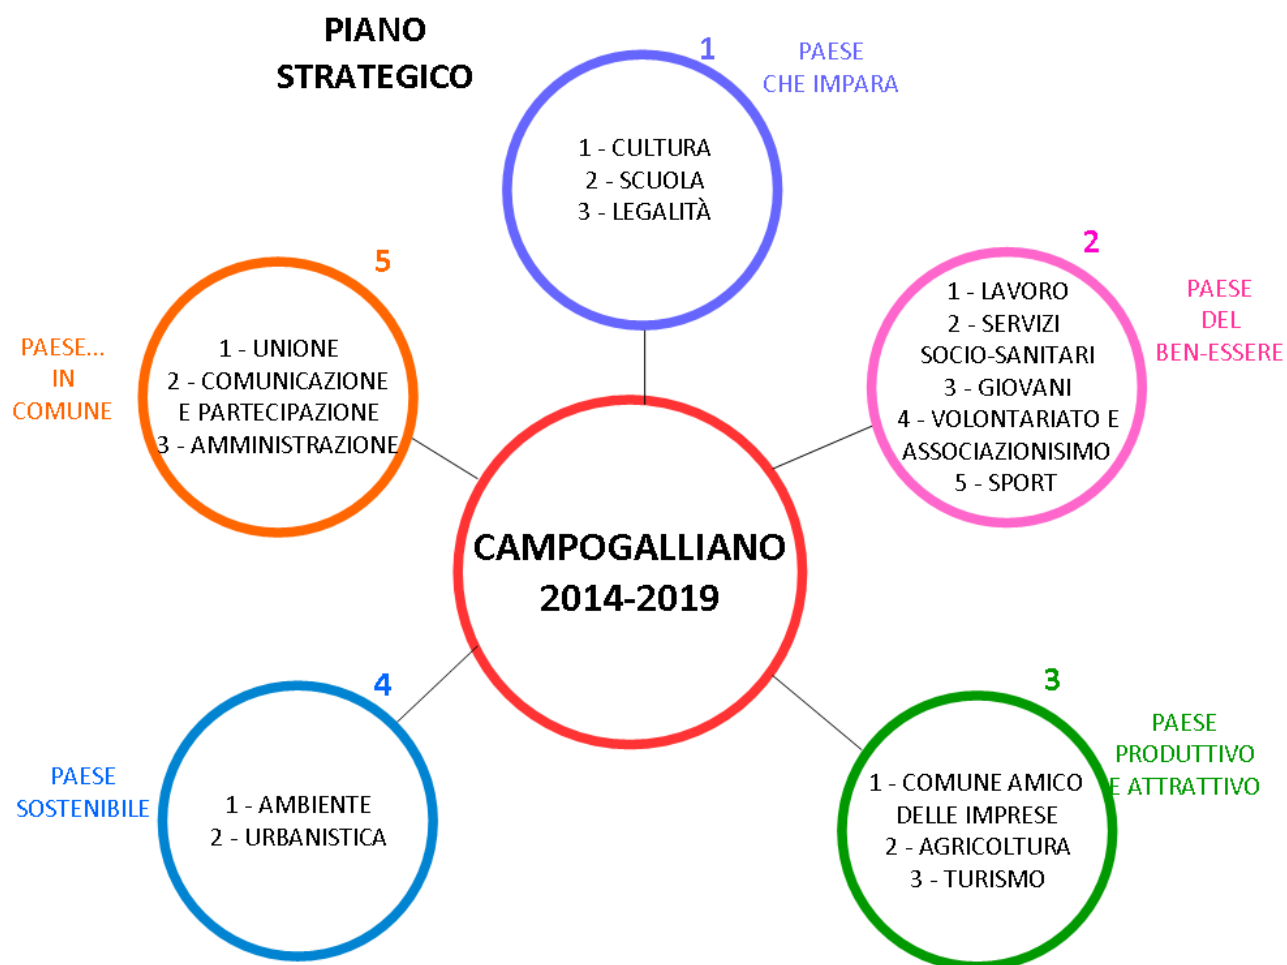 PIANO
STRATEGICO
1
PAESE
CHE IMPARA
1 - CULTURA
2 - SCUOLA
3 - LEGALITÀ
2
PAESE
DEL
BEN-ESSERE
1 - LAVORO
2 - SERVIZI
SOCIO-SANITARI
3 - GIOVANI
4 - VOLONTARIATO E
ASSOCIAZIONISIMO
5 - SPORT
5
PAESE...
IN
COMUNE
1 - UNIONE
2 - COMUNICAZIONE
E PARTECIPAZIONE
3 - AMMINISTRAZIONE
CAMPOGALLIANO
2014-2019
4
PAESE
SOSTENIBILE
1 - AMBIENTE
2 - URBANISTICA
3
PAESE
PRODUTTIVO
E ATTRATTIVO
1 - COMUNE AMICO
DELLE IMPRESE
2 - AGRICOLTURA
3 - TURISMO